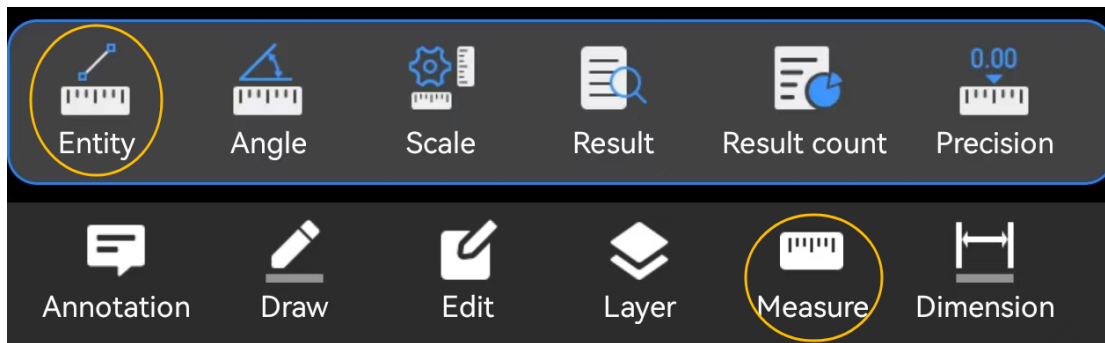 0.00
Entity Angle Scale Result Result count Precision
Annotation Draw Edit Layer Measure Dimension